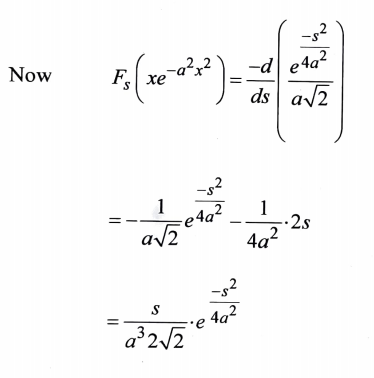 Now $F_s\left(xe^{-a^2x^2}\right)=\frac{-d}{ds}\left(\frac{e^{\frac{-s^2}{4a^2}}}{a\sqrt{2}}\right)$
$=-\frac{1}{a\sqrt{2}}e^{\frac{-s^2}{4a^2}}-\frac{1}{4a^2}\cdot 2s$
$=\frac{s}{a^3 2\sqrt{2}}\cdot e^{\frac{-s^2}{4a^2}}$